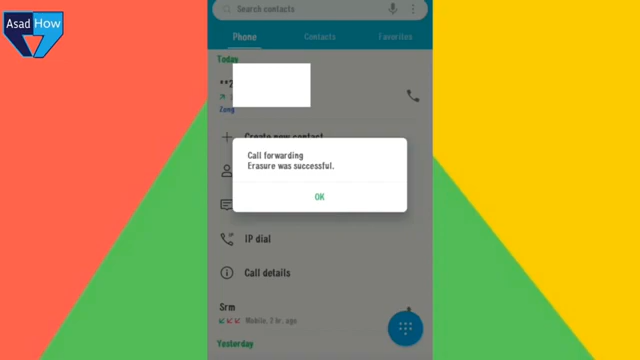 Asad How
Search contacts
Phone Contacts Favorites
Today
**2
Zong
Create new contact
Call forwarding
Erasure was successful.
OK
IP dial
Call details
Srm
Mobile, 2 hr. ago
Yesterday